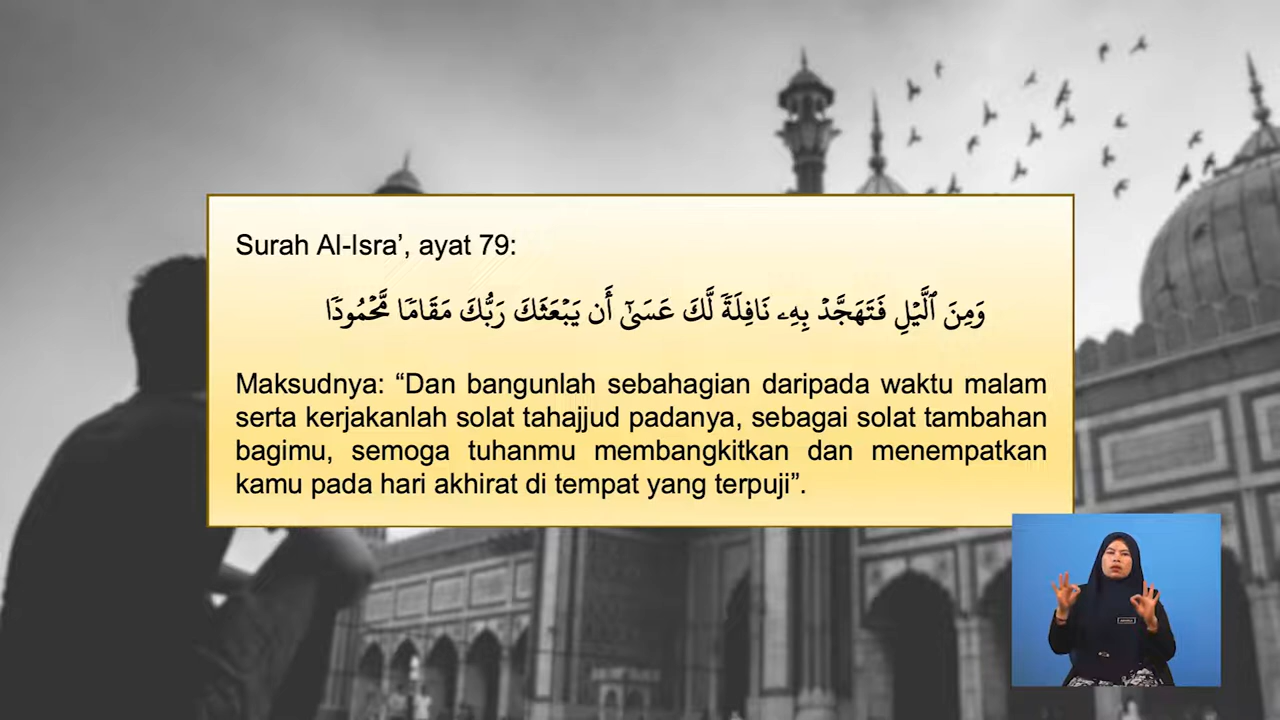 Surah Al-Isra’, ayat 79:
وَمِنَ ٱلَّيۡلِ فَتَهَجَّدۡ بِهِۦ نَافِلَةٗ لَّكَ عَسَىٰٓ أَن يَبۡعَثَكَ رَبُّكَ مَقَامٗا مَّحۡمُودٗا
Maksudnya: “Dan bangunlah sebahagian daripada waktu malam
serta kerjakanlah solat tahajjud padanya, sebagai solat tambahan
bagimu, semoga tuhanmu membangkitkan dan menempatkan
kamu pada hari akhirat di tempat yang terpuji”.